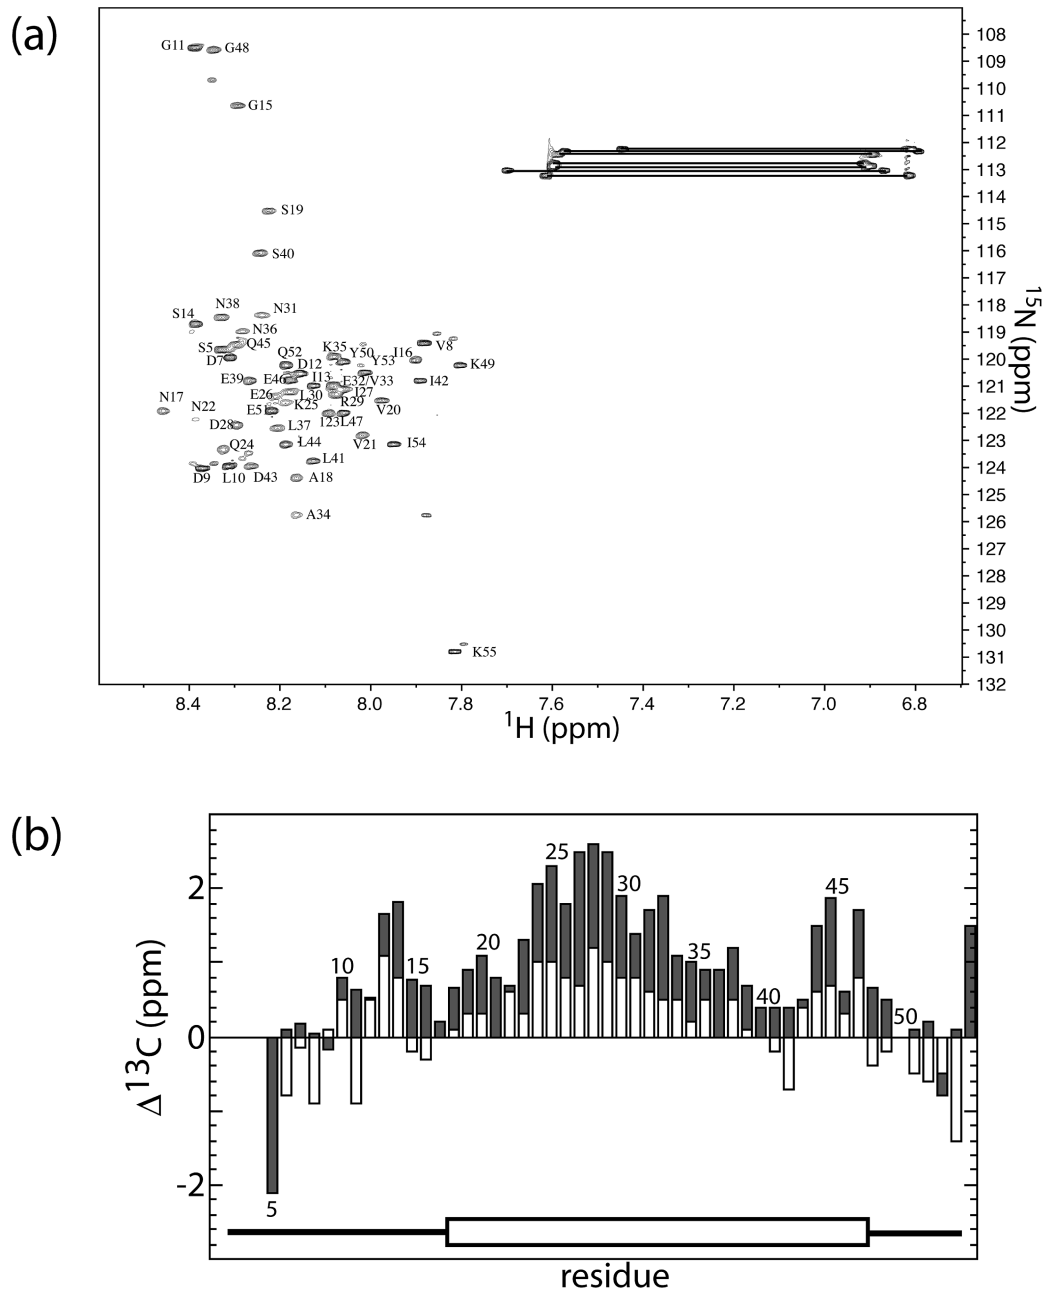 (a)
108
G11 G48
109
110
G15
111
112
113
114
S19
115
S40
116
117
N38 N31
118
S14
N36
119
S5 Q45 K35 Y50 I16 V8
D7 Q52 D12 Y53 K49
120
E39 E46 I13 E32/V33 I42
121
E26 L30 I27
N17 N22 K25 R29 V20
E51
122
D28 L37 I23 L47
Q24 L44 V21 I54
123
L41
124
D9 L10 D43 A18
125
A34
126
127
128
129
130
K55
131
132
15N (ppm)
8.4 8.2 8.0 7.8 7.6 7.4 7.2 7.0 6.8
1H (ppm)
(b)
25
2
30
45
20
10 15 35
40
50
0
-2
5
Δ13C (ppm)
residue